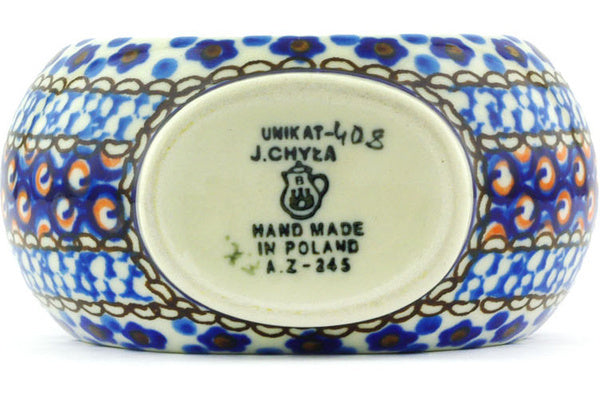 UNIKAT-408
J.CHYŁA
B
HAND MADE
IN POLAND
A.Z-245